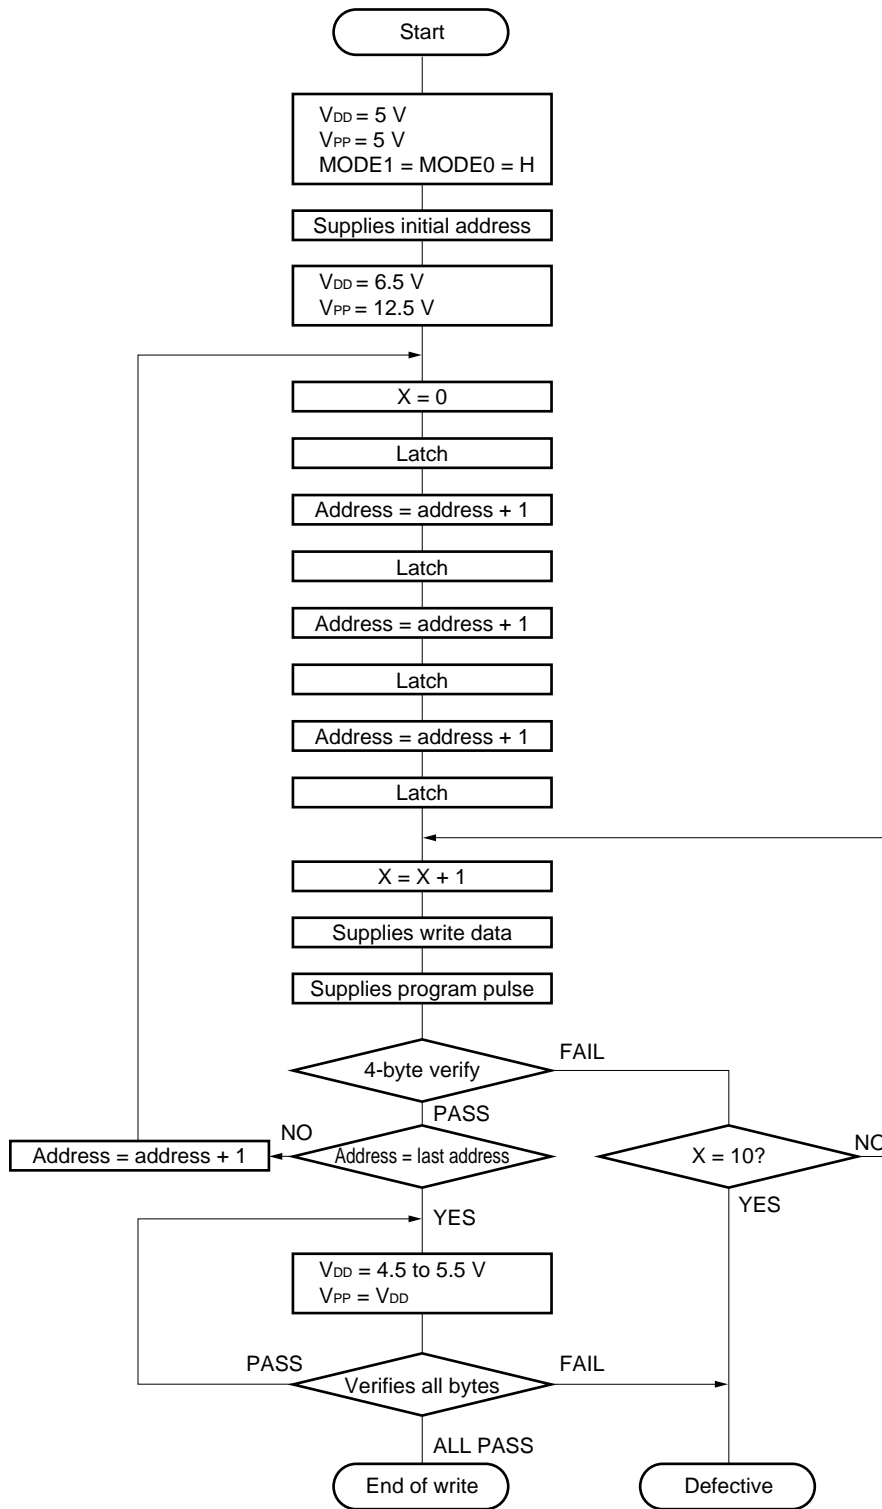 Start
VDD = 5 V
VPP = 5 V
MODE1 = MODE0 = H
Supplies initial address
VDD = 6.5 V
VPP = 12.5 V
X = 0
Latch
Address = address + 1
Latch
Address = address + 1
Latch
Address = address + 1
Latch
X = X + 1
Supplies write data
Supplies program pulse
4-byte verify
FAIL
PASS
Address = address + 1
NO
Address = last address
X = 10?
NO
YES
YES
VDD = 4.5 to 5.5 V
VPP = VDD
PASS
Verifies all bytes
FAIL
ALL PASS
End of write
Defective